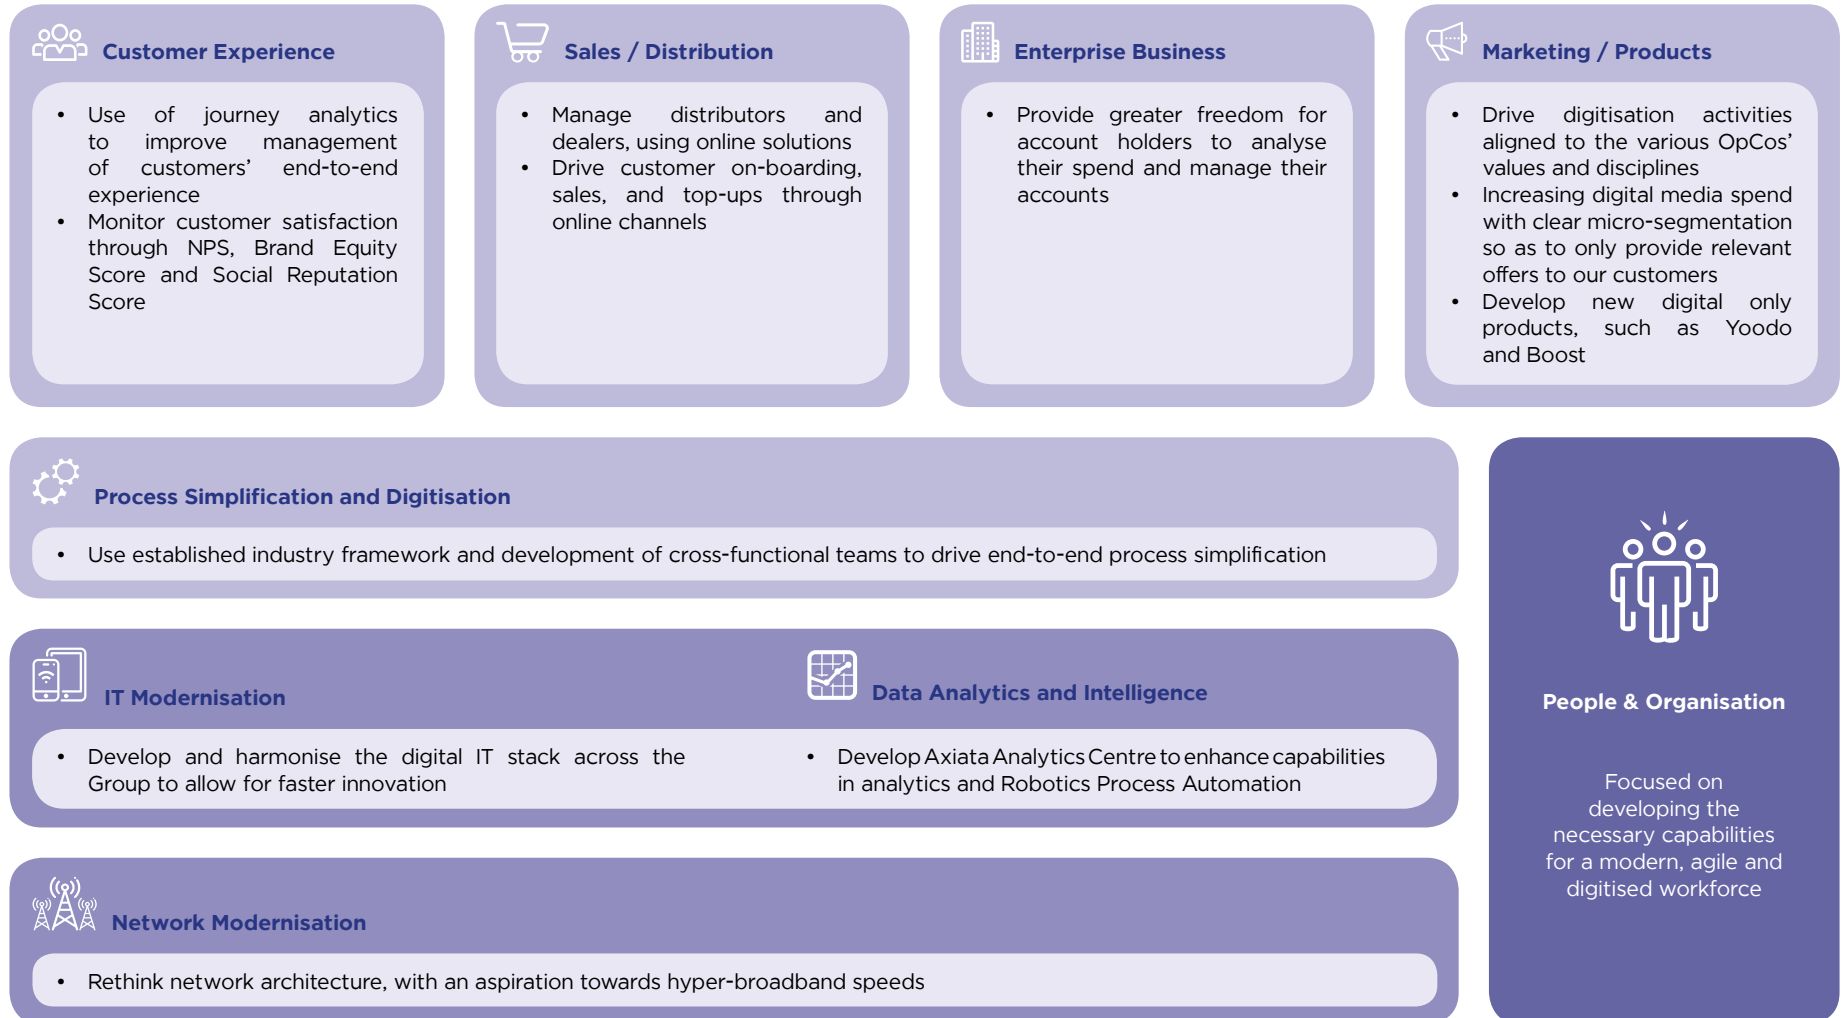 Customer Experience
• Use of journey analytics
to improve management
of customers’ end-to-end
experience
• Monitor customer satisfaction
through NPS, Brand Equity
Score and Social Reputation
Score
Sales / Distribution
• Manage distributors and
dealers, using online solutions
• Drive customer on-boarding,
sales, and top-ups through
online channels
Enterprise Business
• Provide greater freedom for
account holders to analyse
their spend and manage their
accounts
Marketing / Products
• Drive digitisation activities
aligned to the various OpCos’
values and disciplines
• Increasing digital media spend
with clear micro-segmentation
so as to only provide relevant
offers to our customers
• Develop new digital only
products, such as Yoodo
and Boost
Process Simplification and Digitisation
• Use established industry framework and development of cross-functional teams to drive end-to-end process simplification
IT Modernisation
• Develop and harmonise the digital IT stack across the
Group to allow for faster innovation
Data Analytics and Intelligence
• Develop Axiata Analytics Centre to enhance capabilities
in analytics and Robotics Process Automation
Network Modernisation
• Rethink network architecture, with an aspiration towards hyper-broadband speeds
People & Organisation
Focused on
developing the
necessary capabilities
for a modern, agile and
digitised workforce